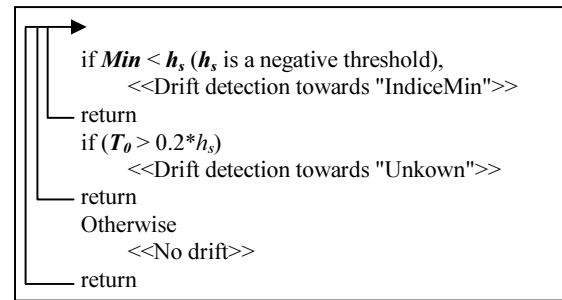 if Min < hs (hs is a negative threshold),
<<Drift detection towards "IndiceMin">>
return
if (T0 > 0.2*hs)
<<Drift detection towards "Unkown">>
return
Otherwise
<<No drift>>
return